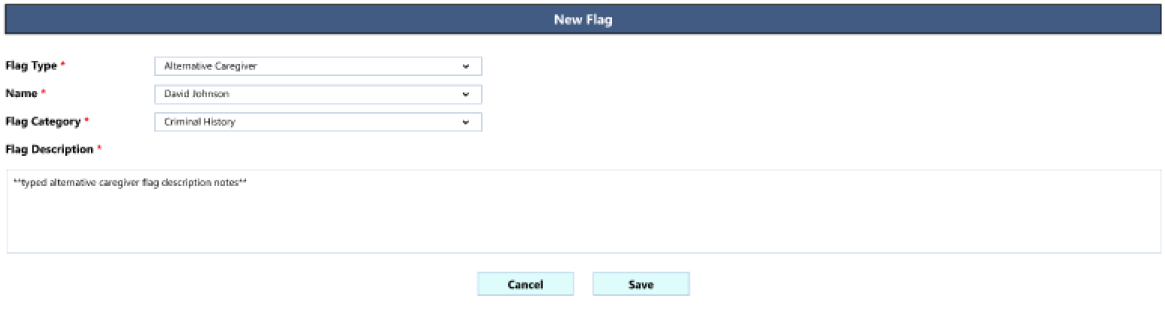 New Flag
Flag Type * Alternative Caregiver
Name * David Johnson
Flag Category * Criminal History
Flag Description *
**typed alternative caregiver flag description notes**
Cancel Save